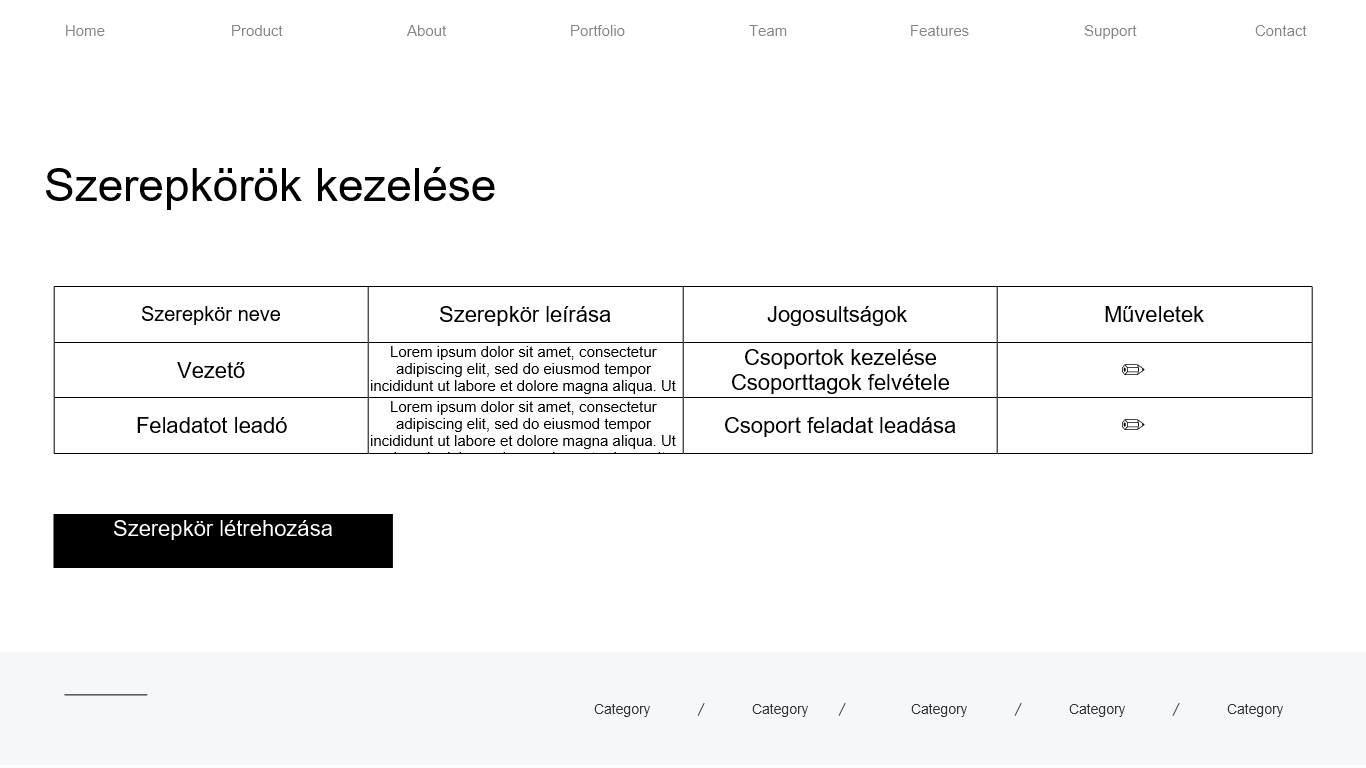 Home Product About Portfolio Team Features Support Contact
Szerepkörök kezelése
Szerepkör neve Szerepkör leírása Jogosultságok Műveletek
Vezető
Lorem ipsum dolor sit amet, consectetur
adipiscing elit, sed do eiusmod tempor
incididunt ut labore et dolore magna aliqua. Ut
Csoportok kezelése
Csoporttagok felvétele
Feladatot leadó
Lorem ipsum dolor sit amet, consectetur
adipiscing elit, sed do eiusmod tempor
incididunt ut labore et dolore magna aliqua. Ut
Csoport feladat leadása
Szerepkör létrehozása
Category / Category / Category / Category / Category